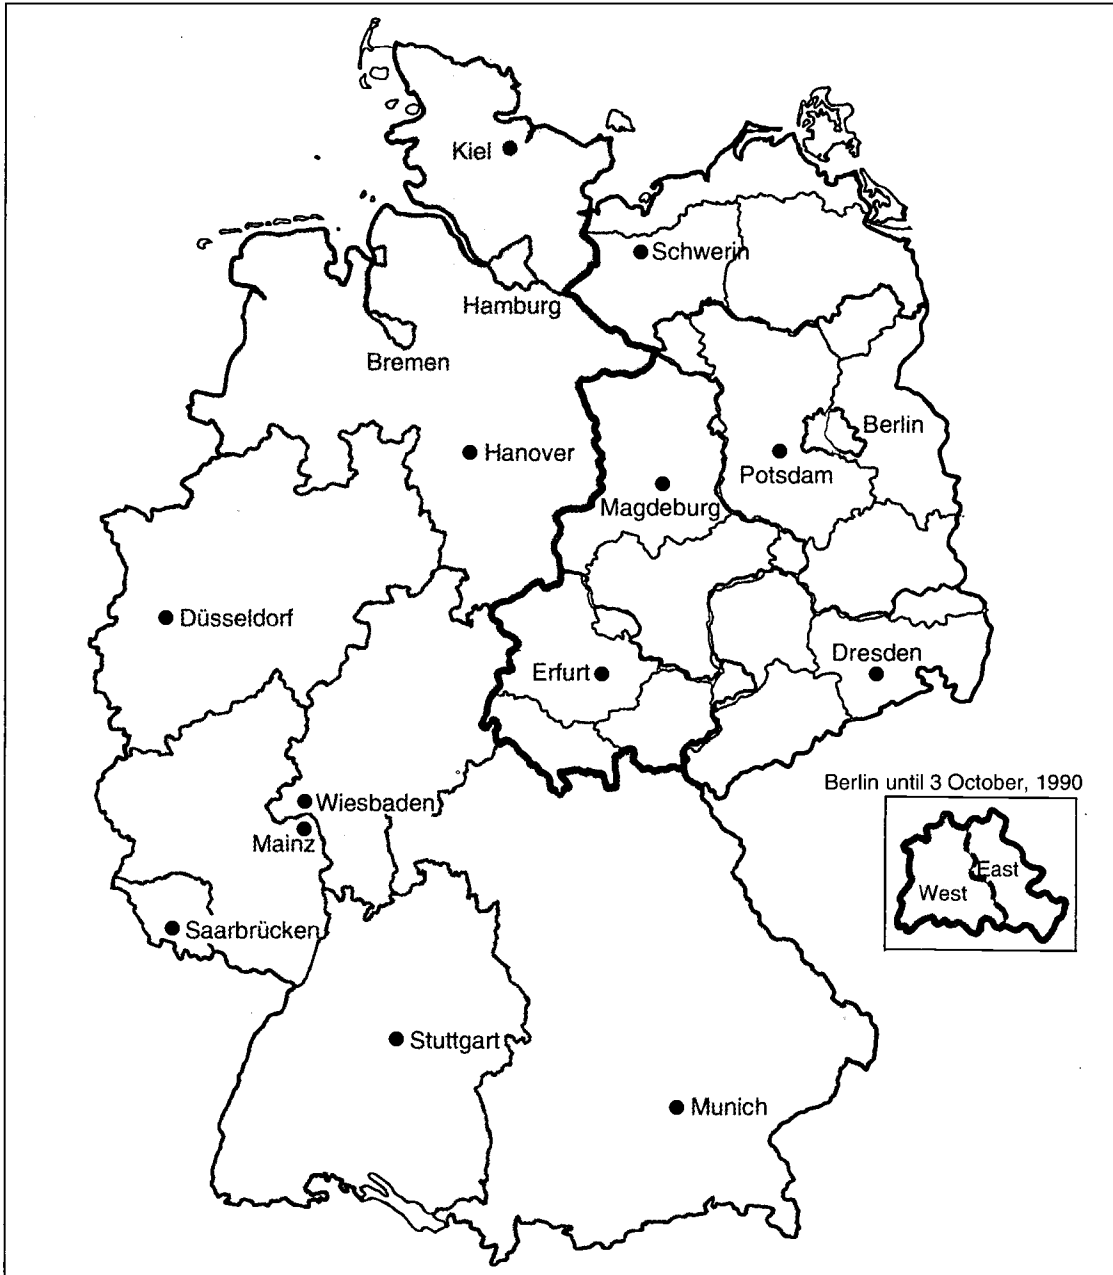 Kiel
Schwerin
Hamburg
Bremen
Berlin
Hanover
Potsdam
Magdeburg
Düsseldorf
Dresden
Erfurt
Berlin until 3 October, 1990
Wiesbaden
Mainz
East
West
Saarbrücken
Stuttgart
Munich